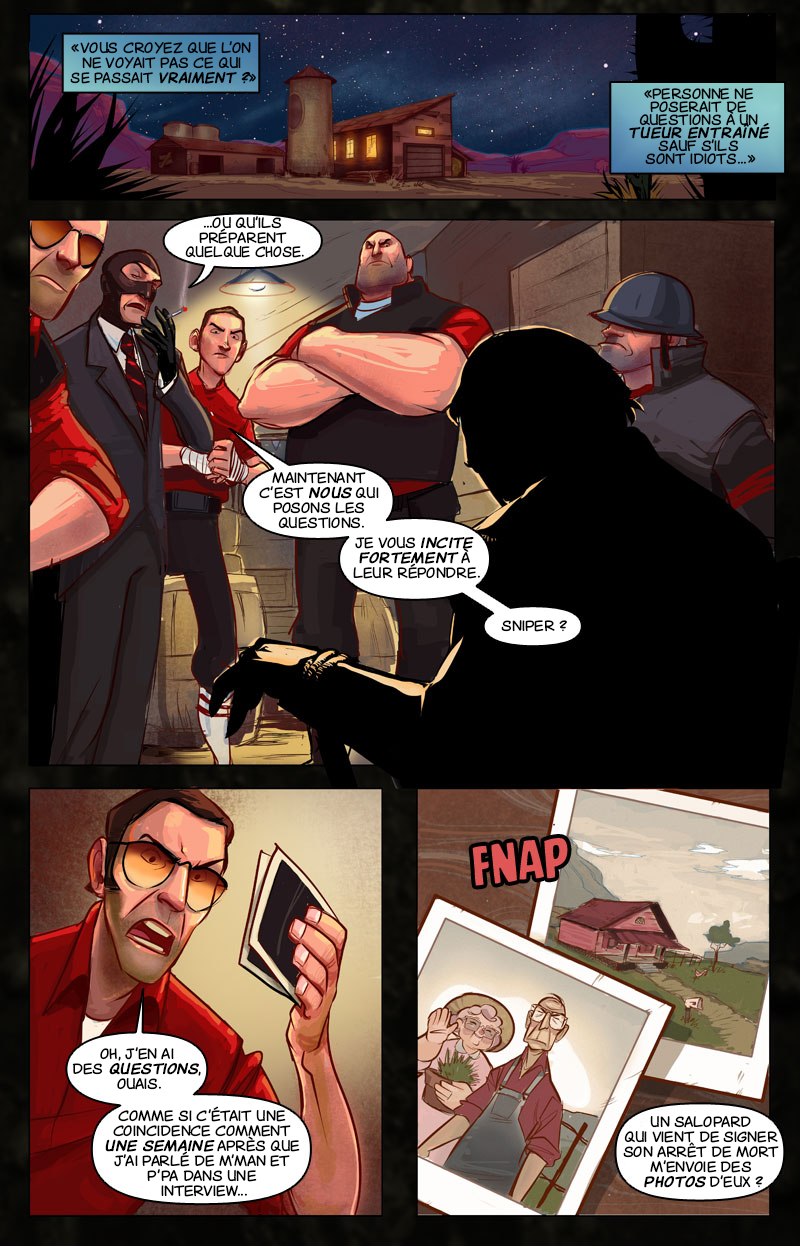 «VOUS CROYEZ QUE L'ON
NE VOYAIT PAS CE QUI
SE PASSAIT VRAIMENT ?»
«PERSONNE NE
POSERAIT DE
QUESTIONS À UN
TUEUR ENTRAÎNÉ
SAUF S'ILS
SONT IDIOTS...»
...OU QU'ILS
PRÉPARENT
QUELQUE CHOSE.
MAINTENANT
C'EST NOUS QUI
POSONS LES
QUESTIONS.
JE VOUS INCITE
FORTEMENT À
LEUR RÉPONDRE.
SNIPER ?
OH, J'EN AI
DES QUESTIONS,
OUAIS.
COMME SI C'ÉTAIT UNE
COINCIDENCE COMMENT
UNE SEMAINE APRÈS QUE
J'AI PARLÉ DE M'MAN ET
P'PA DANS UNE
INTERVIEW...
FNAP
UN SALOPARD
QUI VIENT DE SIGNER
SON ARRÊT DE MORT
M'ENVOIE DES
PHOTOS D'EUX ?